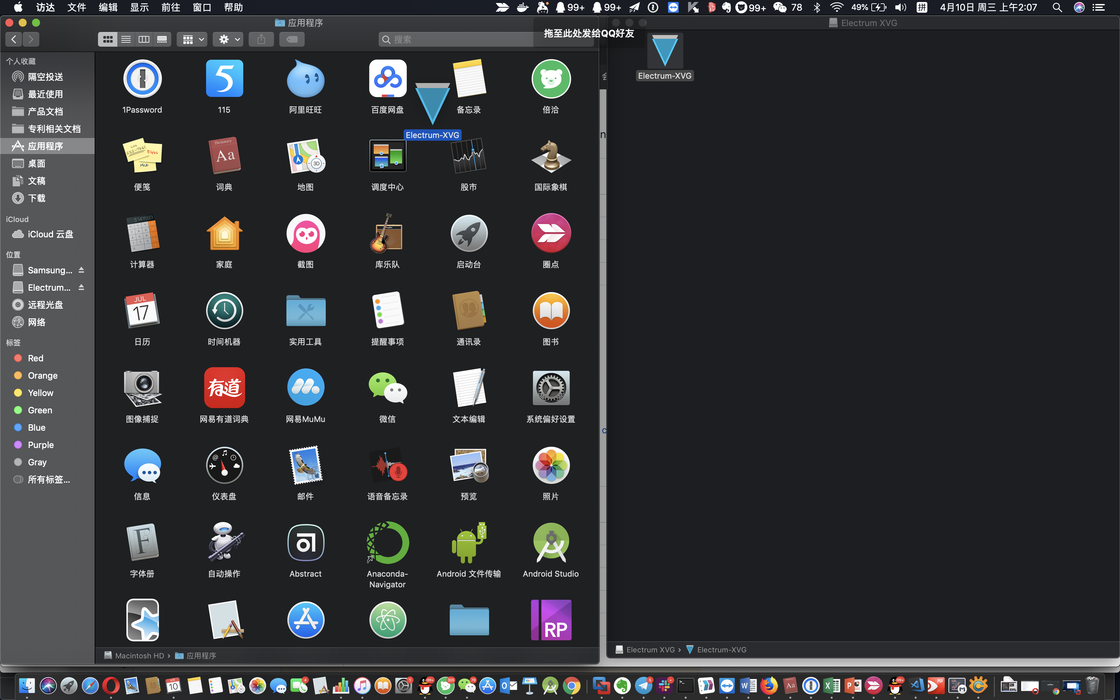 访达 文件 编辑 显示 前往 窗口 帮助
99+ 99+ 99+ 78 49% 拼 4月10日 周三 上午2:07
应用程序
搜索
拖至此处发给QQ好友
个人收藏
隔空投送
最近使用
产品文档
专利相关文档
应用程序
桌面
文稿
下载
iCloud
iCloud 云盘
位置
Samsung...
Electrum...
远程光盘
网络
标签
Red
Orange
Yellow
Green
Blue
Purple
Gray
所有标签...
1Password 115 阿里旺旺 百度网盘 备忘录 倍洽
Electrum-XVG
便笺 词典 地图 调度中心 股市 国际象棋
计算器 家庭 截图 库乐队 启动台 圈点
JUL
17
日历 时间机器 实用工具 提醒事项 通讯录 图书
有道
图像捕捉 网易有道词典 网易MuMu 微信 文本编辑 系统偏好设置
信息 仪表盘 邮件 语音备忘录 预览 照片
字体册 自动操作 Abstract Anaconda-Navigator Android 文件传输 Android Studio
RP
Macintosh HD › 应用程序
Electrum XVG
Electrum-XVG
Electrum XVG › Electrum-XVG